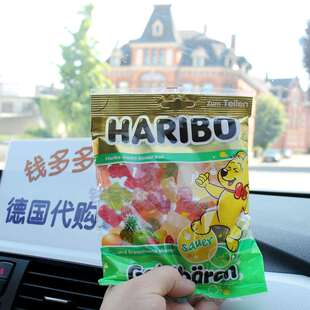 Zum Teilen
HARIBO
钱多多
德国代购
sauer
Goldbären